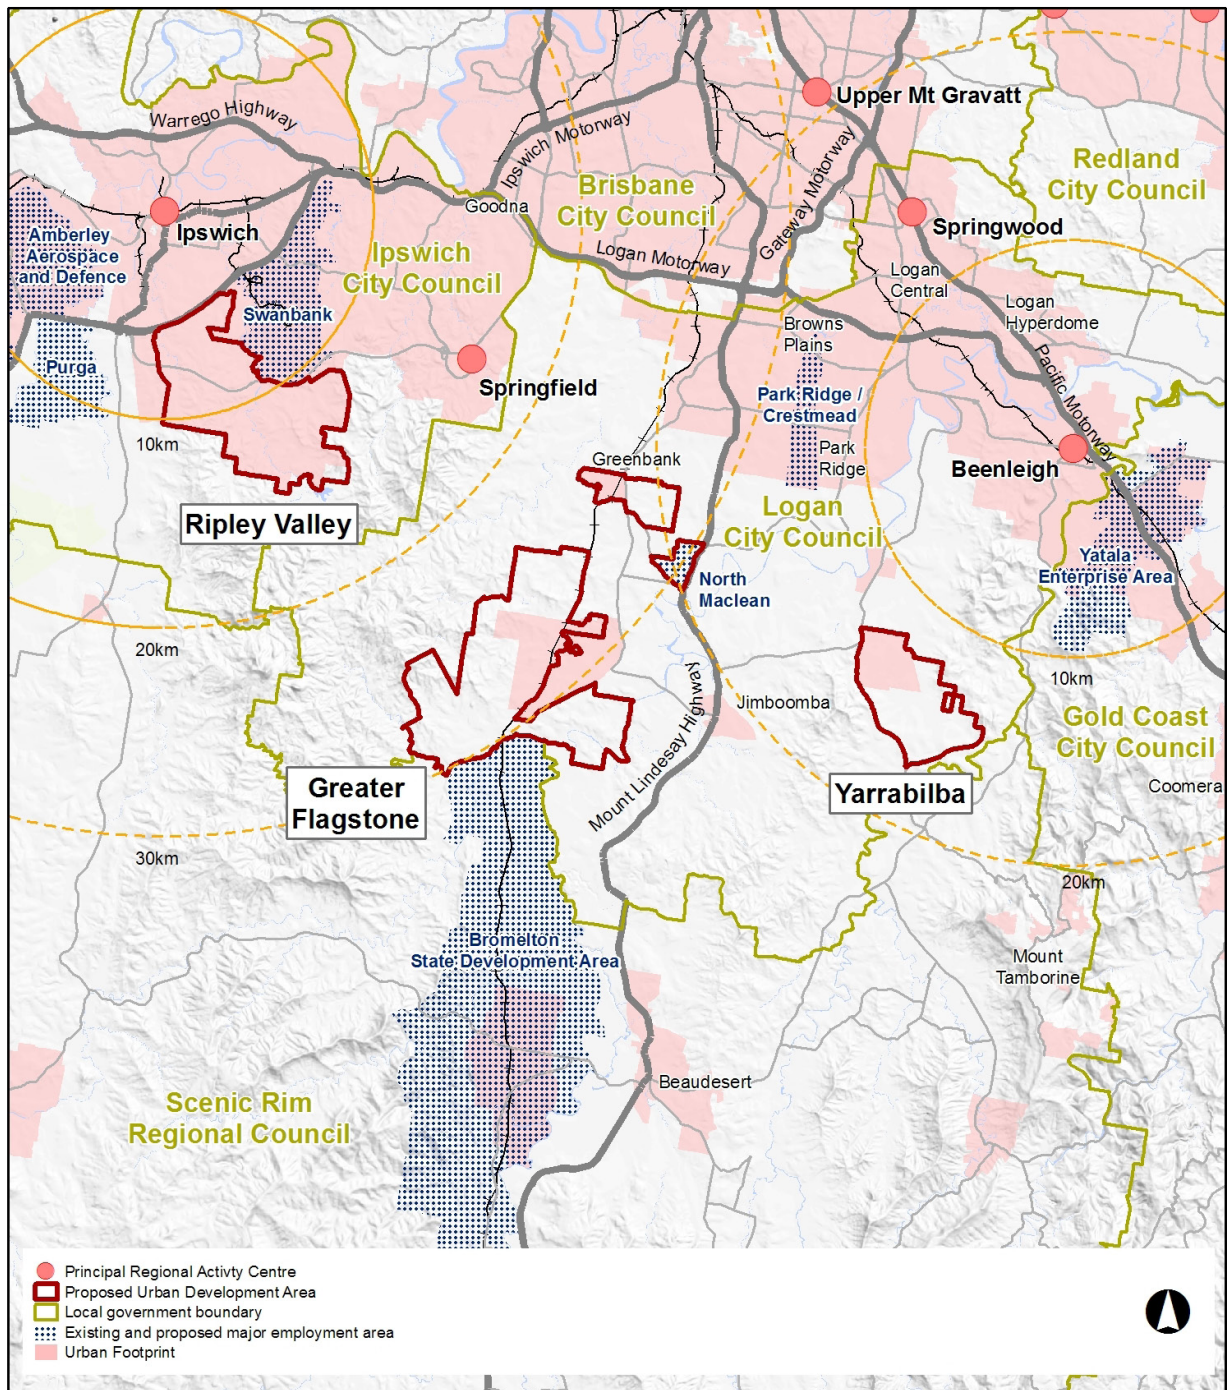 Upper Mt Gravatt
Warrego Highway
Ipswich Motorway
Gateway Motorway
Redland
City Council
Brisbane
City Council
Goodna
Springwood
Ipswich
Amberley
Aerospace
and Defence
Ipswich
City Council
Logan Motorway
Logan
Central
Logan
Hyperdome
Swanbank
Browns
Plains
Purga
Springfield
Pacific Motorway
Park Ridge /
Crestmead
10km
Park
Ridge
Greenbank
Beenleigh
Ripley Valley
Logan
City Council
Yatala
Enterprise Area
North
Maclean
20km
10km
Jimboomba
Mount Lindesay Highway
Gold Coast
City Council
Coomera
Greater
Flagstone
Yarrabilba
30km
20km
Bromelton
State Development Area
Mount
Tamborine
Beaudesert
Scenic Rim
Regional Council
Principal Regional Activty Centre
Proposed Urban Development Area
Local government boundary
Existing and proposed major employment area
Urban Footprint